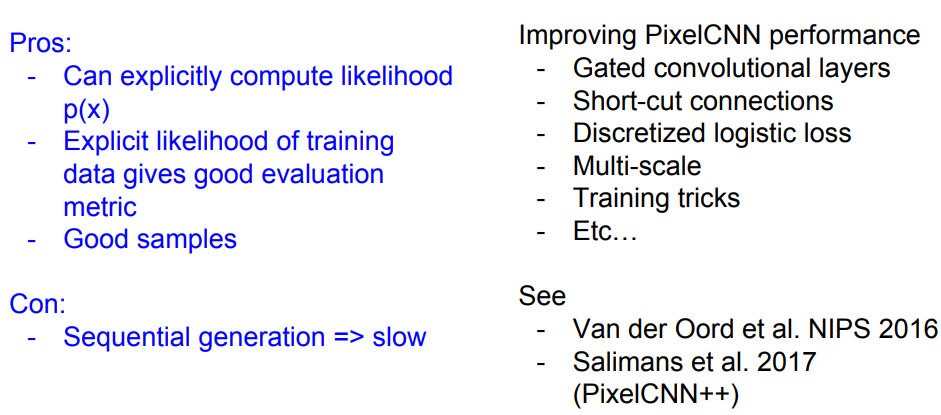 Pros:
- Can explicitly compute likelihood
p(x)
- Explicit likelihood of training
data gives good evaluation
metric
- Good samples
Con:
- Sequential generation => slow
Improving PixelCNN performance
- Gated convolutional layers
- Short-cut connections
- Discretized logistic loss
- Multi-scale
- Training tricks
- Etc…
See
- Van der Oord et al. NIPS 2016
- Salimans et al. 2017
(PixelCNN++)